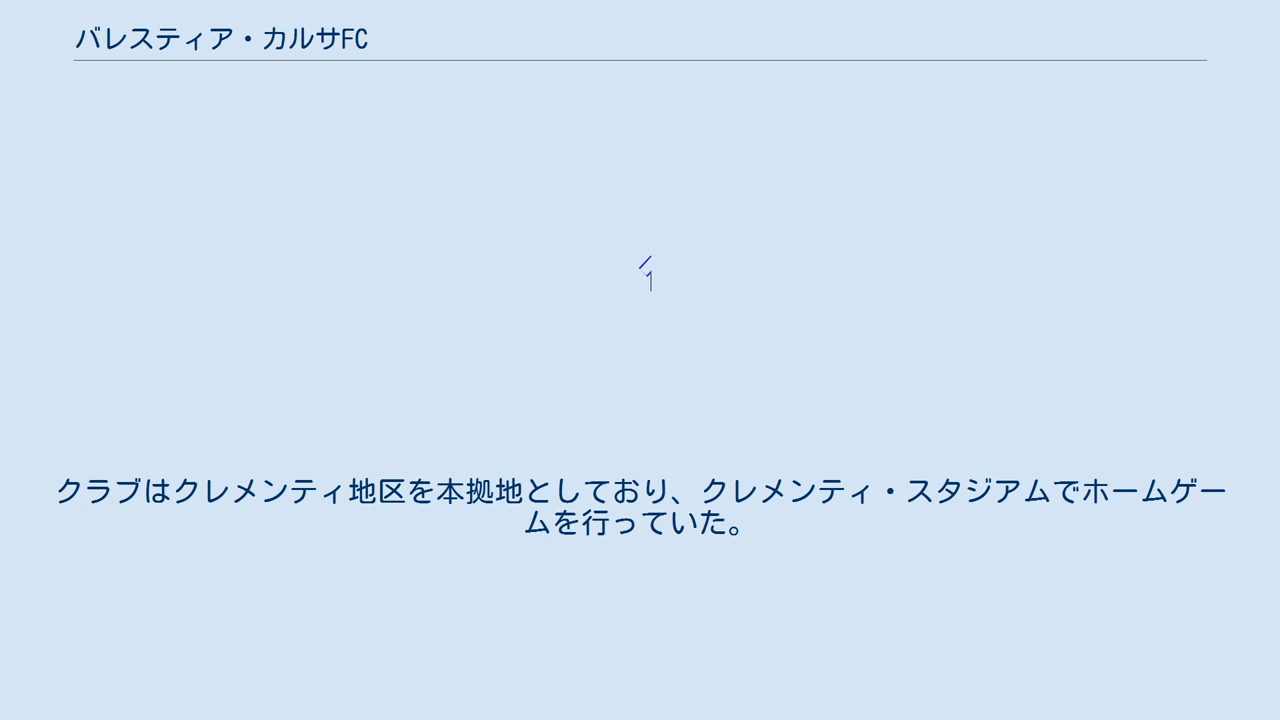 バレスティア・カルサFC
クラブはクレメンティ地区を本拠地としており、クレメンティ・スタジアムでホームゲー
ムを行っていた。